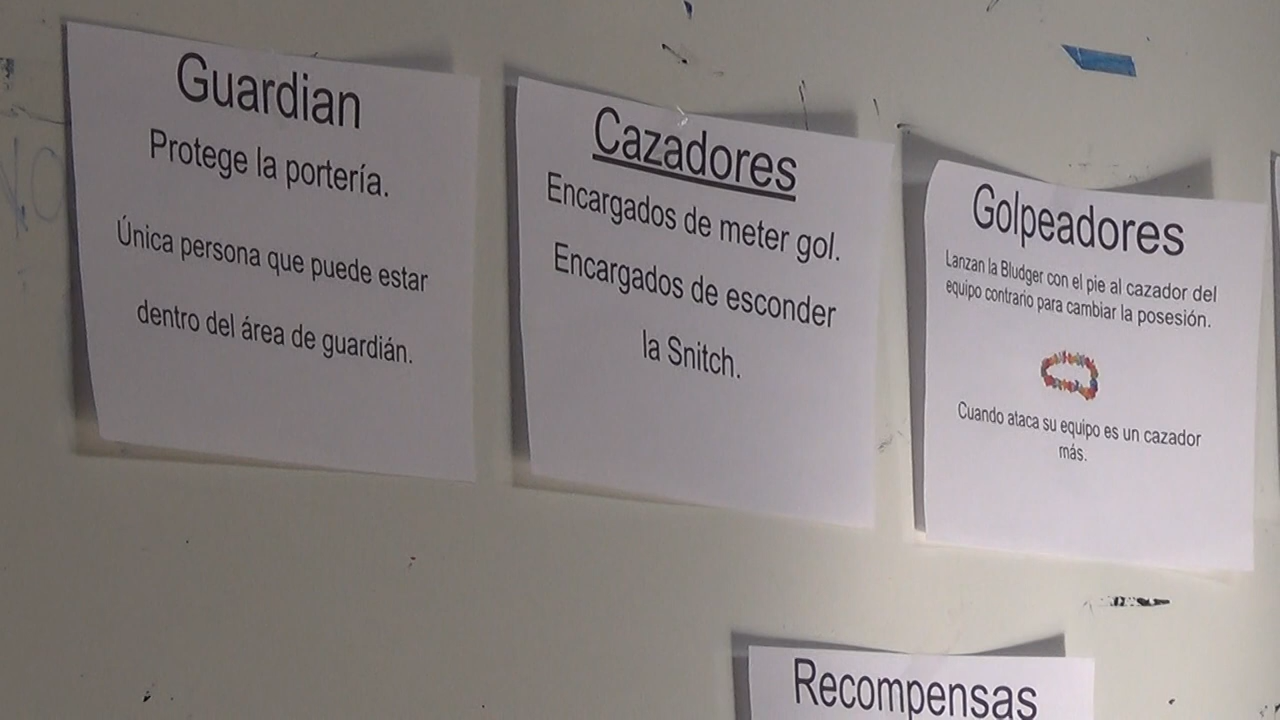 Guardian
Protege la portería.
Única persona que puede estar
dentro del área de guardián.
Cazadores
Encargados de meter gol.
Encargados de esconder
la Snitch.
Golpeadores
Lanzan la Bludger con el pie al cazador del
equipo contrario para cambiar la posesión.
Cuando ataca su equipo es un cazador
más.
Recompensas